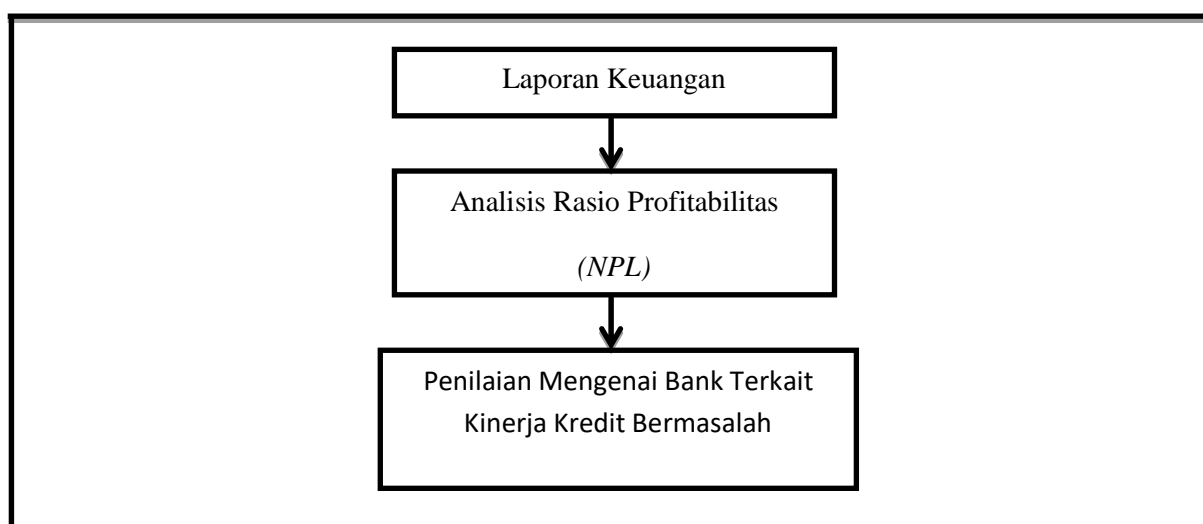 Laporan Keuangan
Analisis Rasio Profitabilitas
(NPL)
Penilaian Mengenai Bank Terkait
Kinerja Kredit Bermasalah